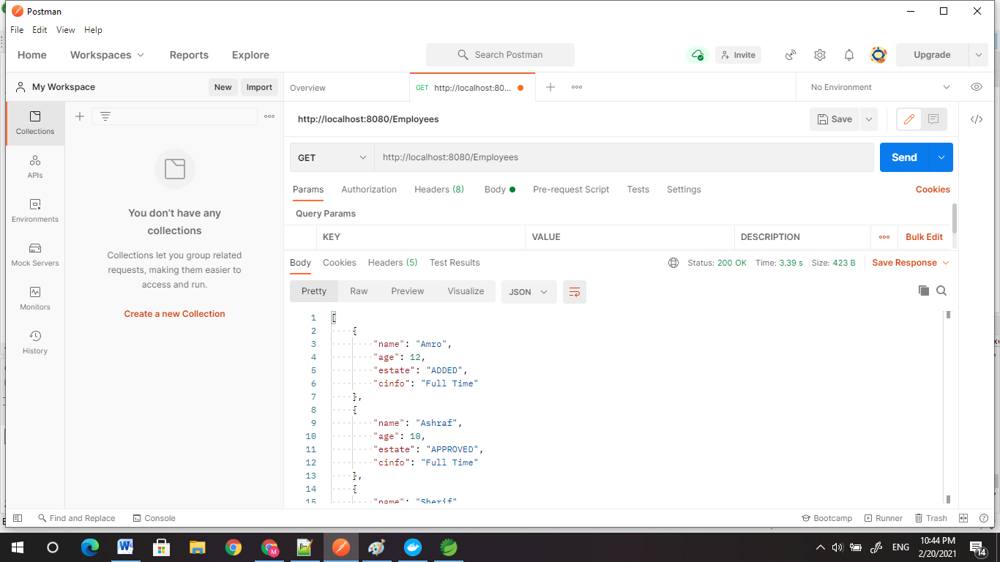 Postman
File Edit View Help
Home Workspaces Reports Explore Search Postman Invite Upgrade
My Workspace New Import Overview GET http://localhost:80... No Environment
Collections
APIs
Environments
Mock Servers
Monitors
History
You don't have any
collections
Collections let you group related
requests, making them easier to
access and run.
Create a new Collection
http://localhost:8080/Employees Save
GET http://localhost:8080/Employees Send
Params Authorization Headers (8) Body Pre-request Script Tests Settings Cookies
Query Params
KEY VALUE DESCRIPTION Bulk Edit
Body Cookies Headers (5) Test Results Status: 200 OK Time: 3.39 s Size: 423 B Save Response
Pretty Raw Preview Visualize JSON
1 [
2 {
3 "name": "Amro",
4 "age": 12,
5 "estate": "ADDED",
6 "cinfo": "Full Time"
7 },
8 {
9 "name": "Ashraf",
10 "age": 10,
11 "estate": "APPROVED",
12 "cinfo": "Full Time"
13 },
14 {
15 "name": "Sherif"
Find and Replace Console Bootcamp Runner Trash
ENG 10:44 PM
2/20/2021 14